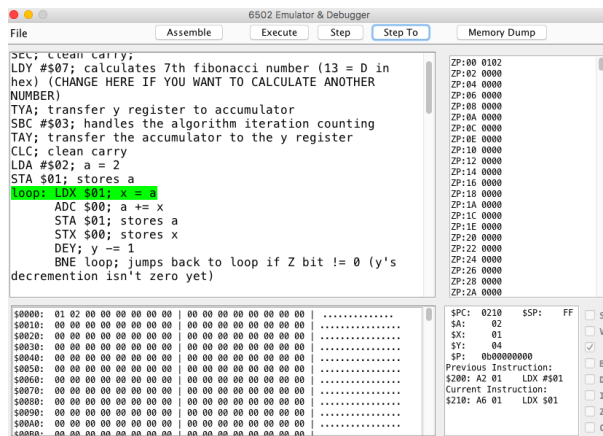 6502 Emulator & Debugger
File Assemble Execute Step Step To Memory Dump
SEC; clean carry;
LDY #$07; calculates 7th fibonacci number (13 = D in
hex) (CHANGE HERE IF YOU WANT TO CALCULATE ANOTHER
NUMBER)
TYA; transfer y register to accumulator
SBC #$03; handles the algorithm iteration counting
TAY; transfer the accumulator to the y register
CLC; clean carry
LDA #$02; a = 2
STA $01; stores a
loop: LDX $01; x = a
ADC $00; a += x
STA $01; stores a
STX $00; stores x
DEY; y -= 1
BNE loop; jumps back to loop if Z bit != 0 (y's
decremention isn't zero yet)
ZP:00 0102
ZP:02 0000
ZP:04 0000
ZP:06 0000
ZP:08 0000
ZP:0A 0000
ZP:0C 0000
ZP:0E 0000
ZP:10 0000
ZP:12 0000
ZP:14 0000
ZP:16 0000
ZP:18 0000
ZP:1A 0000
ZP:1C 0000
ZP:1E 0000
ZP:20 0000
ZP:22 0000
ZP:24 0000
ZP:26 0000
ZP:28 0000
ZP:2A 0000
$0000: 01 02 00 00 00 00 00 00 | 00 00 00 00 00 00 00 00 | ..............
$0010: 00 00 00 00 00 00 00 00 | 00 00 00 00 00 00 00 00 | ................
$0020: 00 00 00 00 00 00 00 00 | 00 00 00 00 00 00 00 00 | ................
$0030: 00 00 00 00 00 00 00 00 | 00 00 00 00 00 00 00 00 | ................
$0040: 00 00 00 00 00 00 00 00 | 00 00 00 00 00 00 00 00 | ................
$0050: 00 00 00 00 00 00 00 00 | 00 00 00 00 00 00 00 00 | ................
$0060: 00 00 00 00 00 00 00 00 | 00 00 00 00 00 00 00 00 | ................
$0070: 00 00 00 00 00 00 00 00 | 00 00 00 00 00 00 00 00 | ................
$0080: 00 00 00 00 00 00 00 00 | 00 00 00 00 00 00 00 00 | ................
$0090: 00 00 00 00 00 00 00 00 | 00 00 00 00 00 00 00 00 | ................
$00A0: 00 00 00 00 00 00 00 00 | 00 00 00 00 00 00 00 00 | ................
$00B0: 00 00 00 00 00 00 00 00 | 00 00 00 00 00 00 00 00 | ................
$PC: 0210 $SP: FF
$A: 02
$X: 01
$Y: 04
$P: 0b00000000
Previous Instruction:
$200: A2 01 LDX #$01
Current Instruction:
$210: A6 01 LDX $01